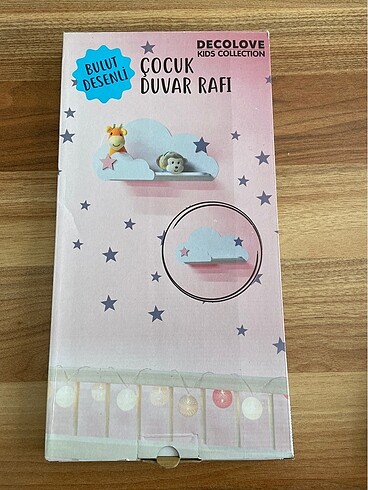 DECOLOVE
KIDS COLLECTION
BULUT
DESENLİ
ÇOCUK
DUVAR RAFI